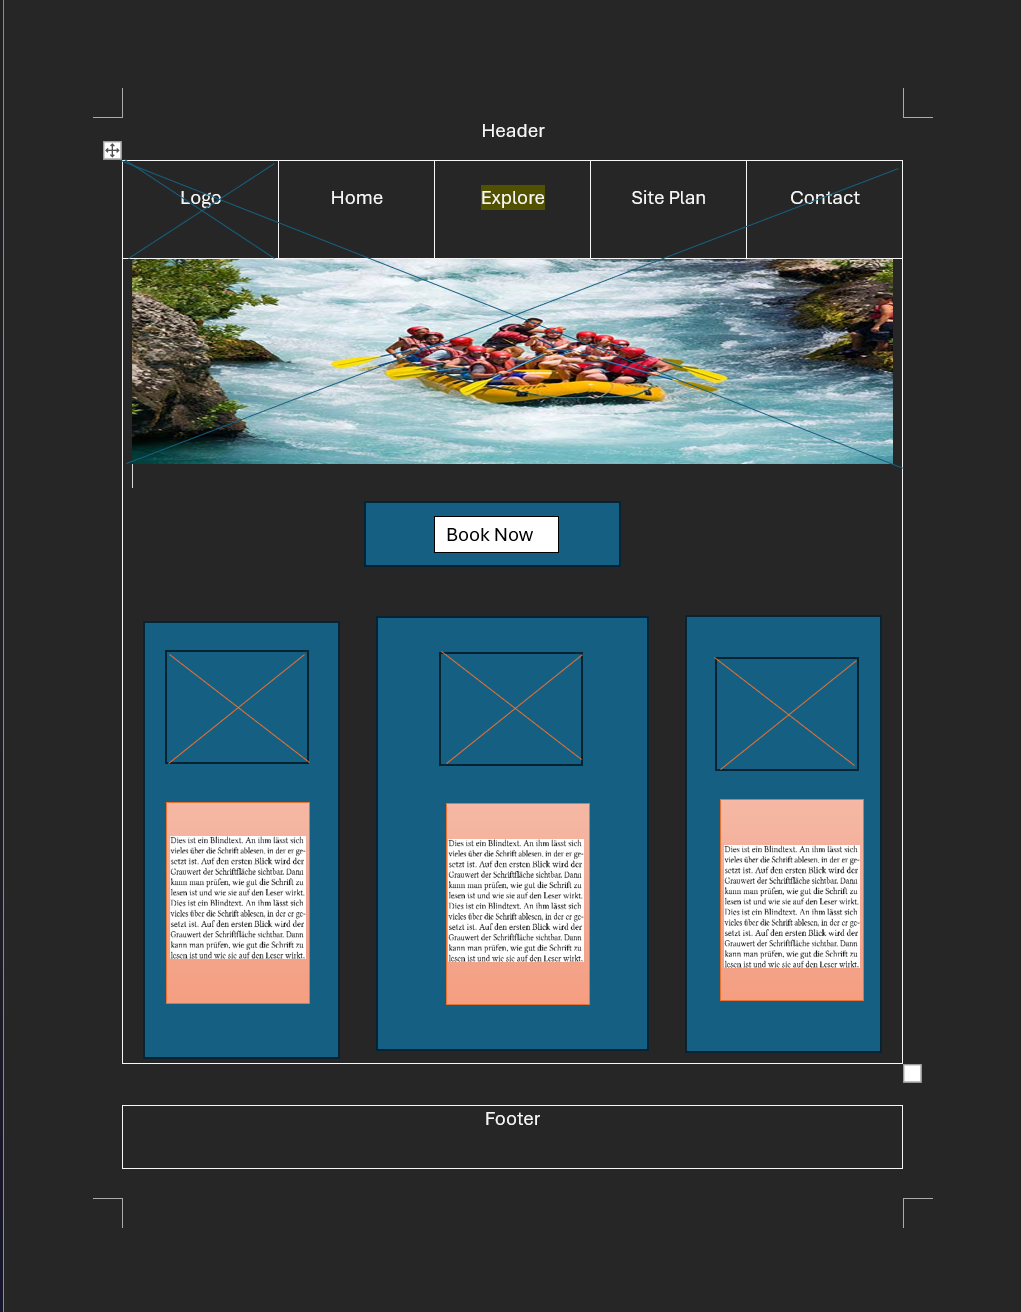 Header
Logo
Home
Explore
Site Plan
Contact
Book Now
Dies ist ein Blindtext. An ihm lässt sich
vieles über die Schrift ablesen, in der er ge-
setzt ist. Auf den ersten Blick wird der
Grauwert der Schriftfläche sichtbar. Dann
kann man prüfen, wie gut die Schrift zu
lesen ist und wie sie auf den Leser wirkt.
Dies ist ein Blindtext. An ihm lässt sich
vieles über die Schrift ablesen, in der er ge-
setzt ist. Auf den ersten Blick wird der
Grauwert der Schriftfläche sichtbar. Dann
kann man prüfen, wie gut die Schrift zu
lesen ist und wie sie auf den Leser wirkt.
Dies ist ein Blindtext. An ihm lässt sich
vieles über die Schrift ablesen, in der er ge-
setzt ist. Auf den ersten Blick wird der
Grauwert der Schriftfläche sichtbar. Dann
kann man prüfen, wie gut die Schrift zu
lesen ist und wie sie auf den Leser wirkt.
Dies ist ein Blindtext. An ihm lässt sich
vieles über die Schrift ablesen, in der er ge-
setzt ist. Auf den ersten Blick wird der
Grauwert der Schriftfläche sichtbar. Dann
kann man prüfen, wie gut die Schrift zu
lesen ist und wie sie auf den Leser wirkt.
Dies ist ein Blindtext. An ihm lässt sich
vieles über die Schrift ablesen, in der er ge-
setzt ist. Auf den ersten Blick wird der
Grauwert der Schriftfläche sichtbar. Dann
kann man prüfen, wie gut die Schrift zu
lesen ist und wie sie auf den Leser wirkt.
Dies ist ein Blindtext. An ihm lässt sich
vieles über die Schrift ablesen, in der er ge-
setzt ist. Auf den ersten Blick wird der
Grauwert der Schriftfläche sichtbar. Dann
kann man prüfen, wie gut die Schrift zu
lesen ist und wie sie auf den Leser wirkt.
Footer